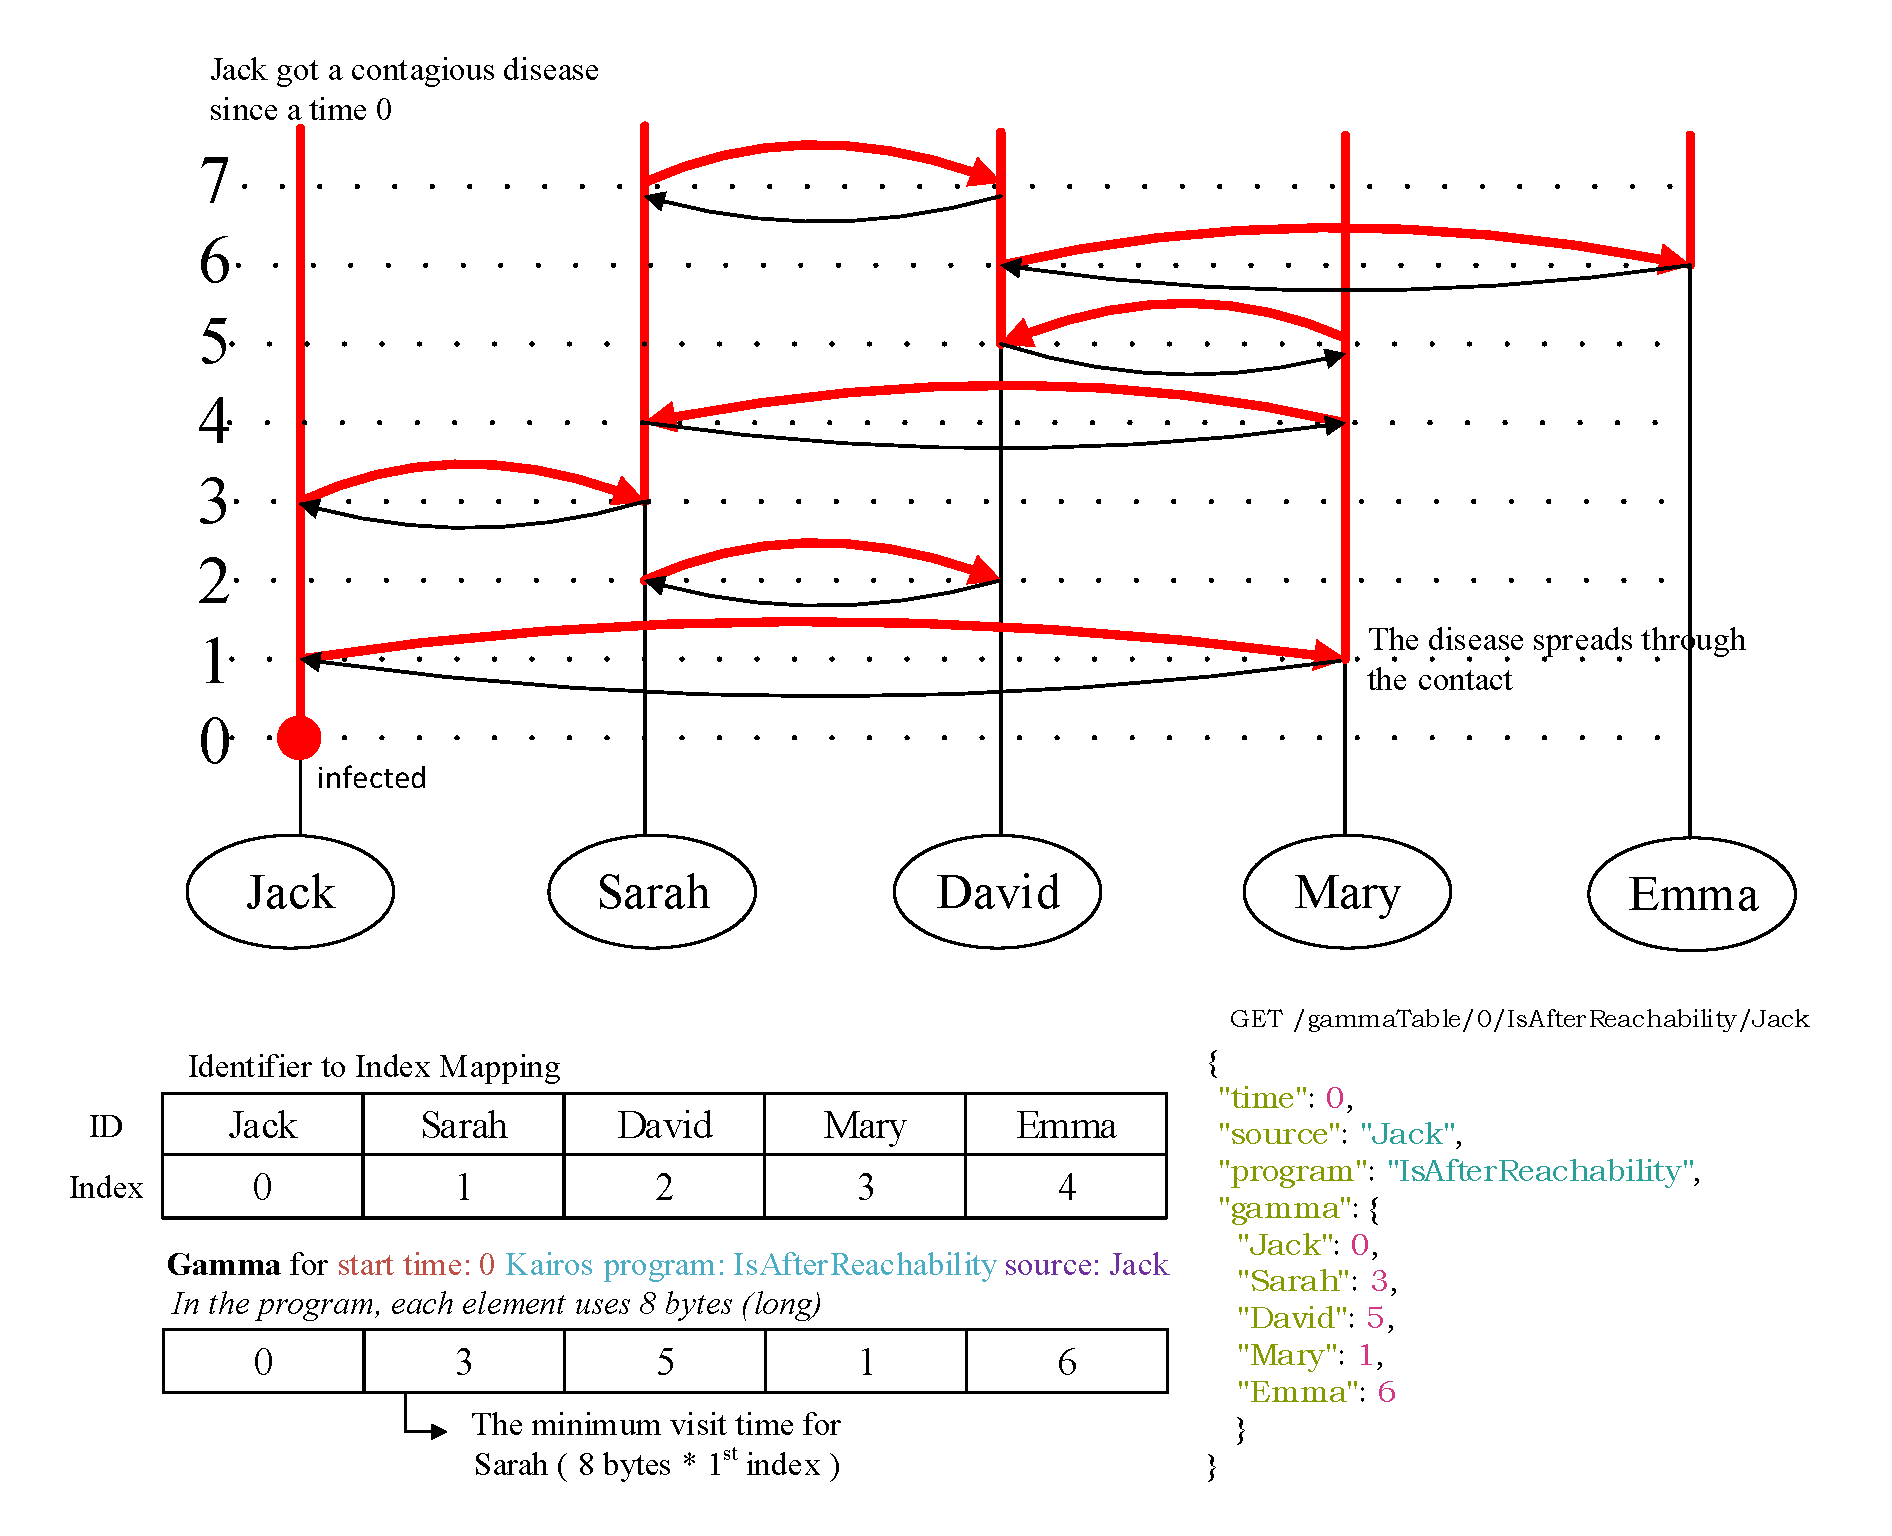 Jack got a contagious disease
since a time 0
7
6
5
4
3
2
1
The disease spreads through
the contact
0
infected
Jack
Sarah
David
Mary
Emma
GET /gammaTable/0/IsAfterReachability/Jack
{
"time": 0,
"source": "Jack",
"program": "IsAfterReachability",
"gamma": {
"Jack": 0,
"Sarah": 3,
"David": 5,
"Mary": 1,
"Emma": 6
}
}
Identifier to Index Mapping
ID Jack Sarah David Mary Emma
Index 0 1 2 3 4
Gamma for start time: 0 Kairos program: IsAfterReachability source: Jack
In the program, each element uses 8 bytes (long)
0 3 5 1 6
The minimum visit time for
Sarah ( 8 bytes * 1st index )